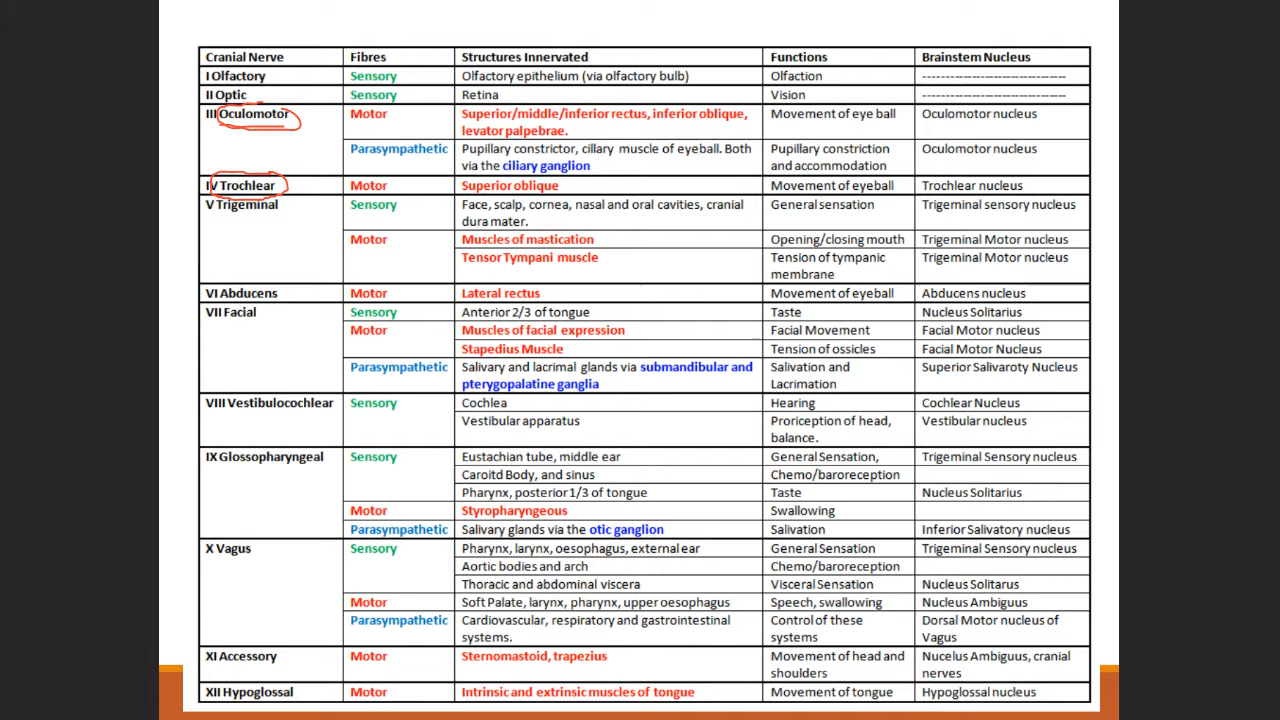 Cranial Nerve Fibres Structures Innervated Functions Brainstem Nucleus
I Olfactory Sensory Olfactory epithelium (via olfactory bulb) Olfaction ----------------------------------
II Optic Sensory Retina Vision ----------------------------------
III Oculomotor Motor Superior/middle/inferior rectus, inferior oblique, Movement of eye ball Oculomotor nucleus
levator palpebrae.
Parasympathetic Pupillary constrictor, cillary muscle of eyeball. Both Pupillary constriction Oculomotor nucleus
via the ciliary ganglion and accommodation
IV Trochlear Motor Superior oblique Movement of eyeball Trochlear nucleus
V Trigeminal Sensory Face, scalp, cornea, nasal and oral cavities, cranial General sensation Trigeminal sensory nucleus
dura mater.
Motor Muscles of mastication Opening/closing mouth Trigeminal Motor nucleus
Tensor Tympani muscle Tension of tympanic Trigeminal Motor nucleus
membrane
VI Abducens Motor Lateral rectus Movement of eyeball Abducens nucleus
VII Facial Sensory Anterior 2/3 of tongue Taste Nucleus Solitarius
Motor Muscles of facial expression Facial Movement Facial Motor nucleus
Stapedius Muscle Tension of ossicles Facial Motor Nucleus
Parasympathetic Salivary and lacrimal glands via submandibular and Salivation and Superior Salivaroty Nucleus
pterygopalatine ganglia Lacrimation
VIII Vestibulocochlear Sensory Cochlea Hearing Cochlear Nucleus
Vestibular apparatus Proriception of head, Vestibular nucleus
balance.
IX Glossopharyngeal Sensory Eustachian tube, middle ear General Sensation, Trigeminal Sensory nucleus
Caroitd Body, and sinus Chemo/baroreception
Pharynx, posterior 1/3 of tongue Taste Nucleus Solitarius
Motor Styropharyngeous Swallowing
Parasympathetic Salivary glands via the otic ganglion Salivation Inferior Salivatory nucleus
X Vagus Sensory Pharynx, larynx, oesophagus, external ear General Sensation Trigeminal Sensory nucleus
Aortic bodies and arch Chemo/baroreception
Thoracic and abdominal viscera Visceral Sensation Nucleus Solitarus
Motor Soft Palate, larynx, pharynx, upper oesophagus Speech, swallowing Nucleus Ambiguus
Parasympathetic Cardiovascular, respiratory and gastrointestinal Control of these Dorsal Motor nucleus of
systems. systems Vagus
XI Accessory Motor Sternomastoid, trapezius Movement of head and Nucelus Ambiguus, cranial
shoulders nerves
XII Hypoglossal Motor Intrinsic and extrinsic muscles of tongue Movement of tongue Hypoglossal nucleus